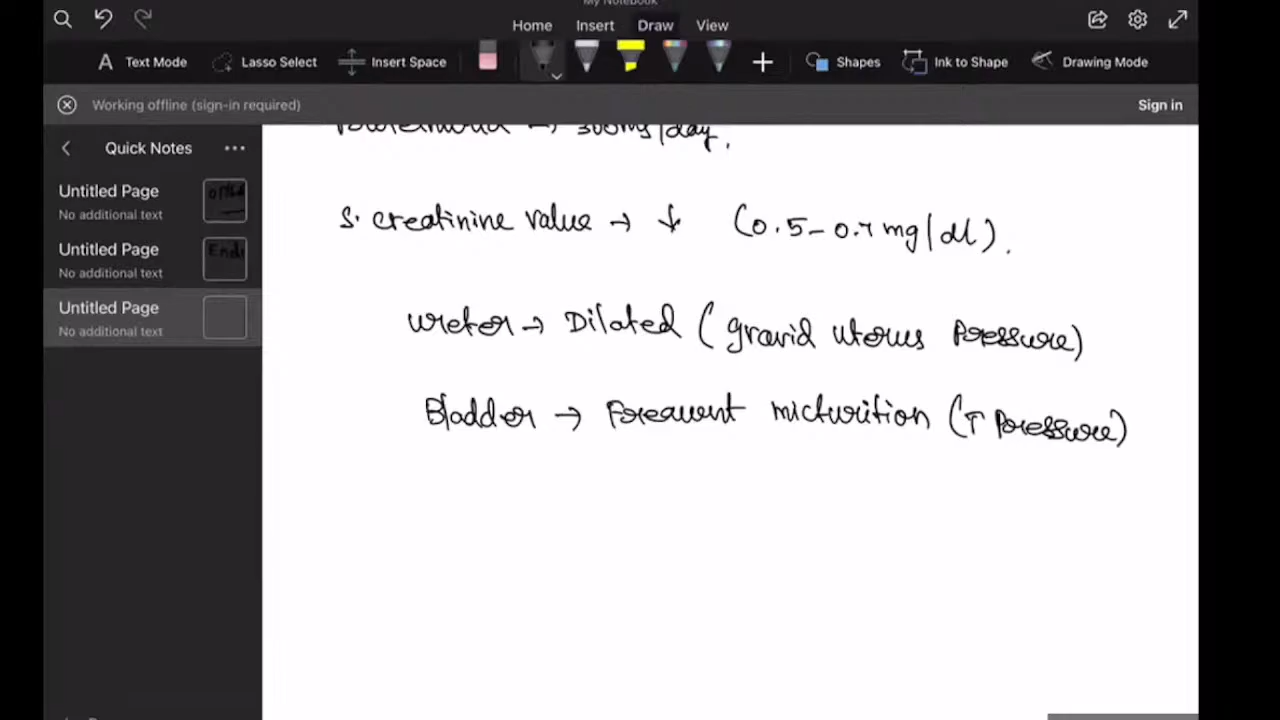 My Notebook
Home Insert Draw View
Text Mode Lasso Select Insert Space Shapes Ink to Shape Drawing Mode
Working offline (sign-in required) Sign in
Quick Notes
Untitled Page
No additional text
Untitled Page
No additional text
Untitled Page
No additional text
→ 300mg/day.
S. creatinine value → ↓ (0.5-0.7 mg/dl).
Ureter → Dilated (gravid uterus Pressure)
Bladder → Frequent micturition (↑ Pressure)